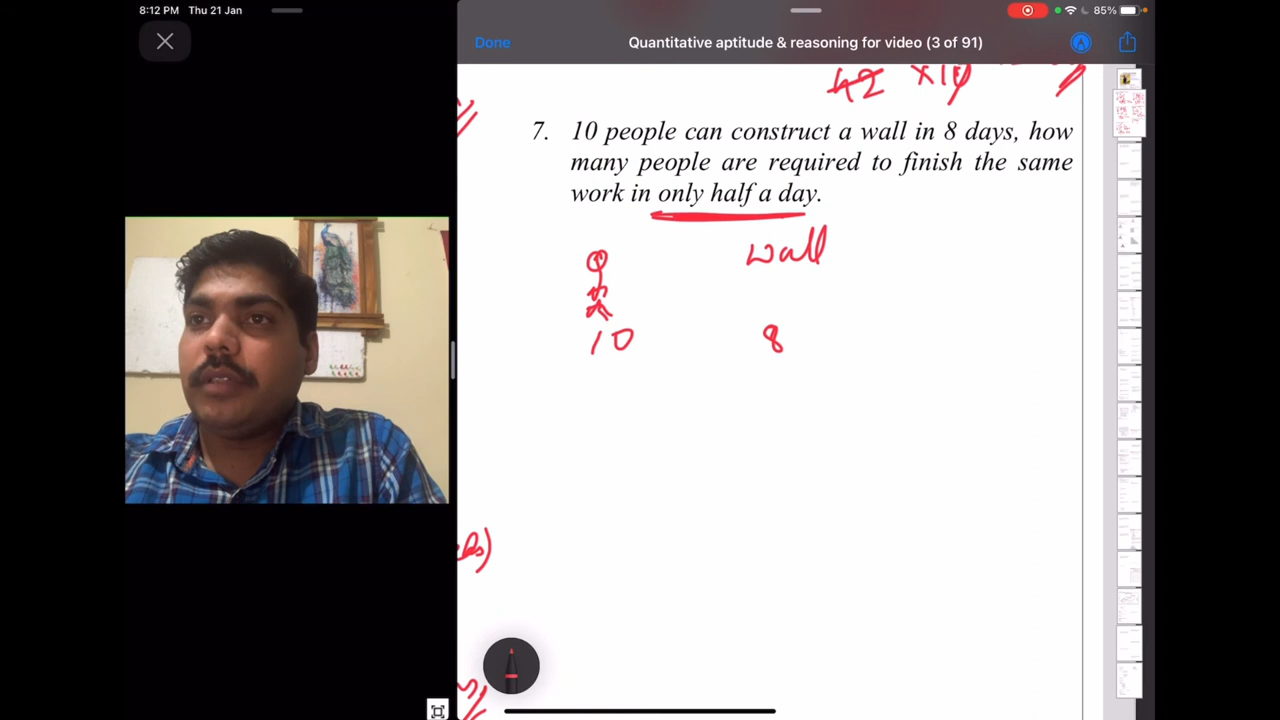 8:12 PM Thu 21 Jan
85%
Done
Quantitative aptitude & reasoning for video (3 of 91)
42 x10
7. 10 people can construct a wall in 8 days, how
many people are required to finish the same
work in only half a day.
wall
10 8